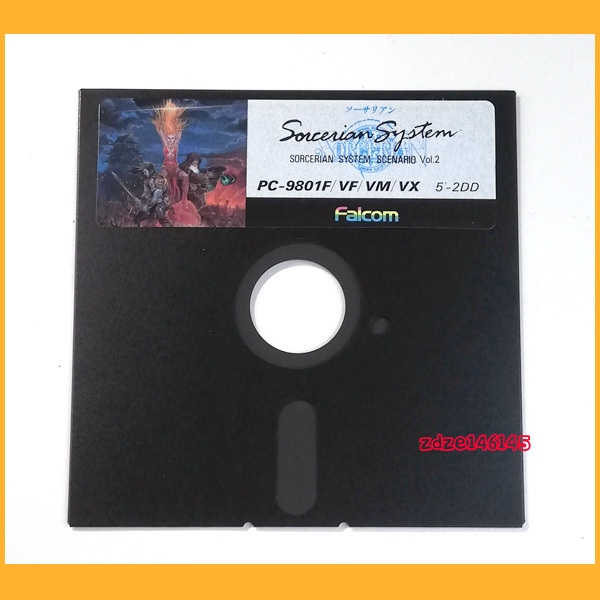 ソーサリアン
Sorcerian System
SORCERIAN
SORCERIAN SYSTEM SCENARIO Vol.2
PC-9801F/VF/VM/VX 5"-2DD
Falcom
zdze146145